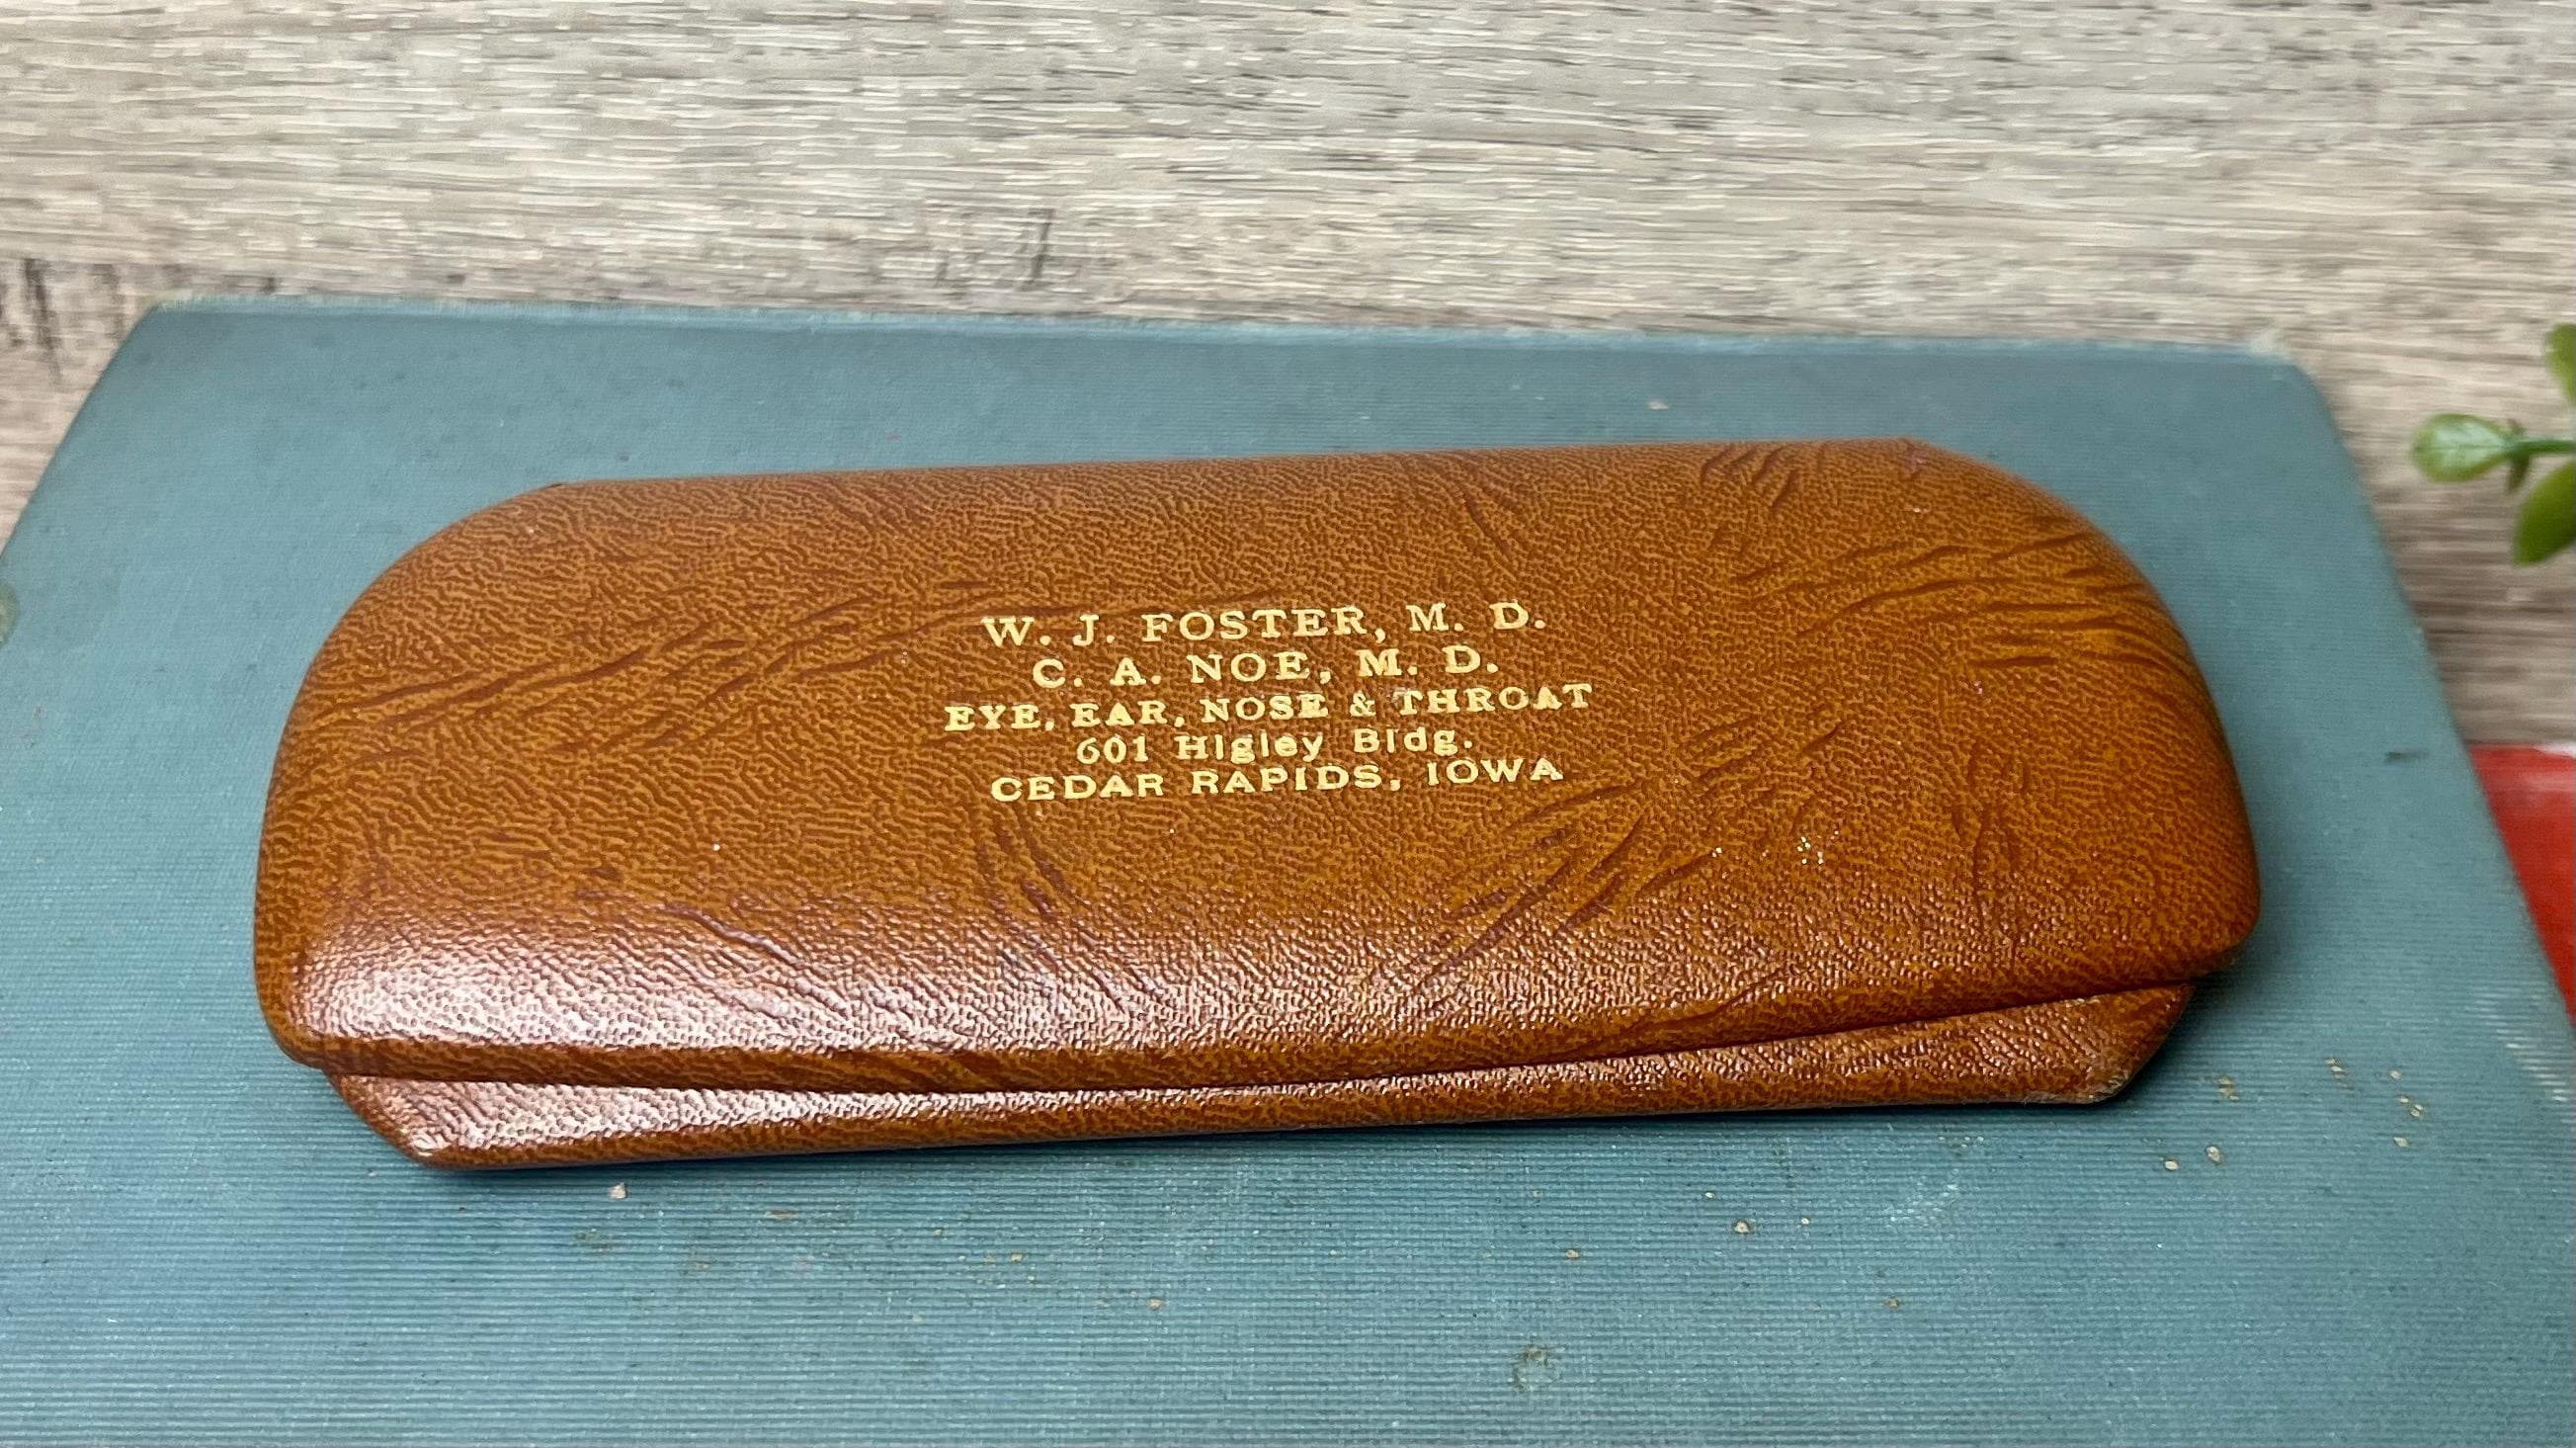 W. J. FOSTER, M. D.
C. A. NOE, M. D.
EYE, EAR, NOSE & THROAT
601 Higley Bldg.
CEDAR RAPIDS, IOWA